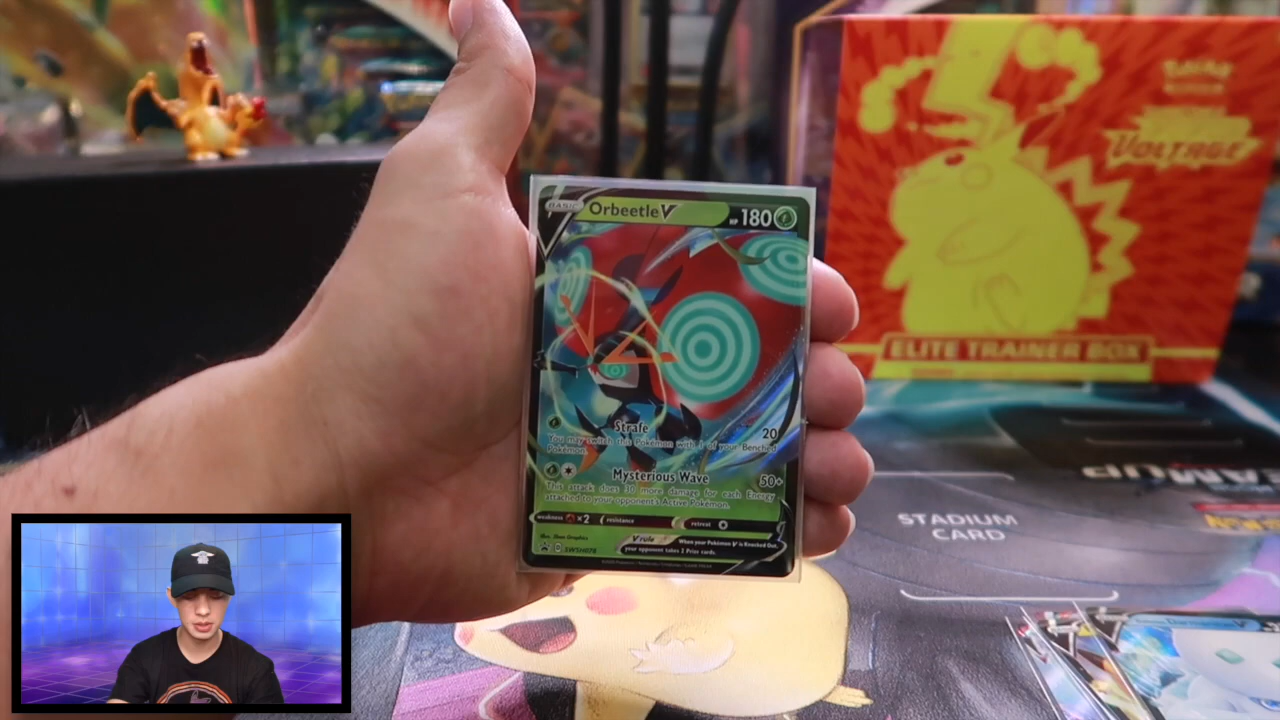 BASIC
Orbeetle V
HP 180
Strafe 20
You may switch this Pokémon with 1 of your Benched
Pokémon.
Mysterious Wave 50+
This attack does 30 more damage for each Energy
attached to your opponent's Active Pokémon.
weakness ×2 resistance retreat
V rule When your Pokémon V is Knocked Out,
your opponent takes 2 Prize cards.
SWSH078
VOLTAGE
ELITE TRAINER BOX
STADIUM
CARD